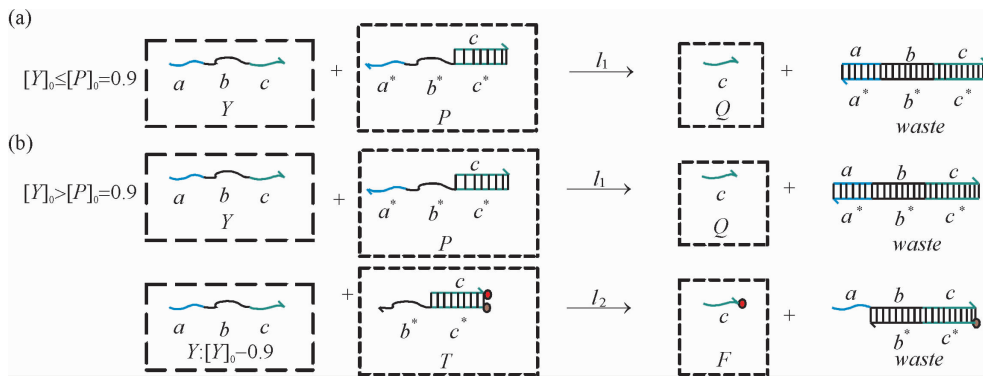 (a)
c
a b c
[Y]₀≤[P]₀=0.9 + l₁ +
a b c a* b* c* c a* b* c*
Y P Q waste
(b)
c
a b c
[Y]₀>[P]₀=0.9 + l₁ +
a b c a* b* c* c a* b* c*
Y P Q waste
c
a b c
+ l₂ +
a b c b* c* c b* c*
Y:[Y]₀−0.9 T F waste